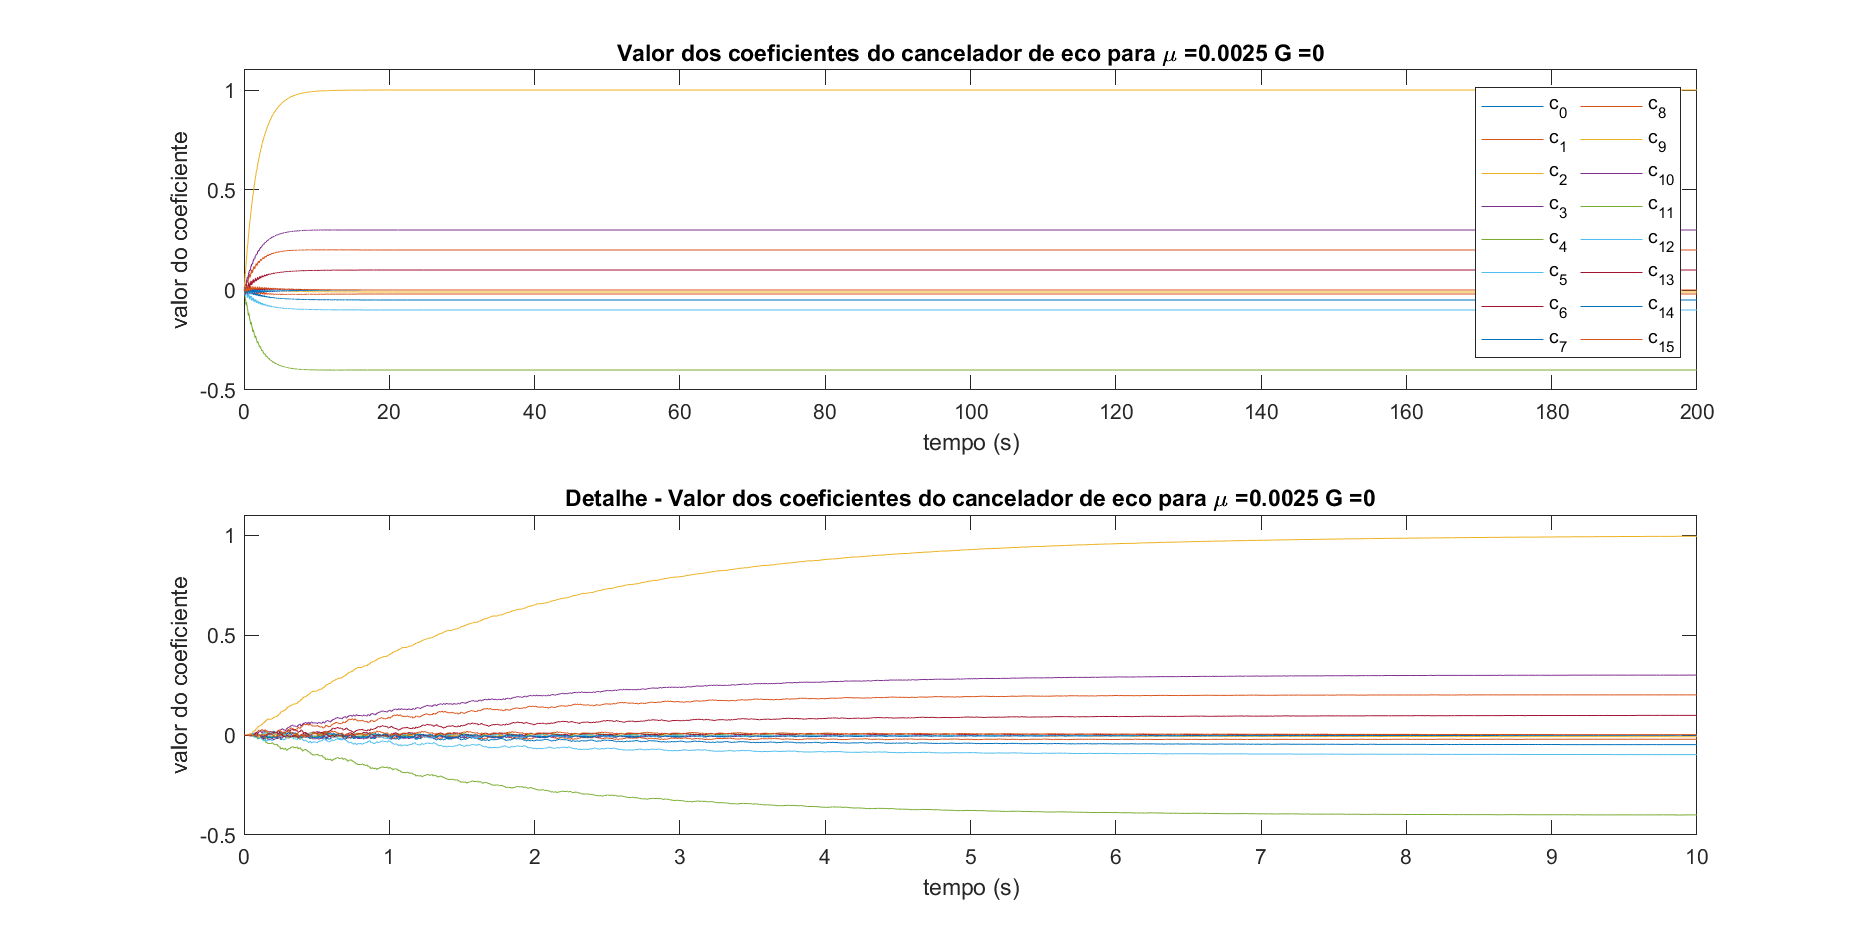 Valor dos coeficientes do cancelador de eco para μ =0.0025 G =0
valor do coeficiente
1
0.5
0
-0.5
c0 c8
c1 c9
c2 c10
c3 c11
c4 c12
c5 c13
c6 c14
c7 c15
0 20 40 60 80 100 120 140 160 180 200
tempo (s)
Detalhe - Valor dos coeficientes do cancelador de eco para μ =0.0025 G =0
valor do coeficiente
1
0.5
0
-0.5
0 1 2 3 4 5 6 7 8 9 10
tempo (s)